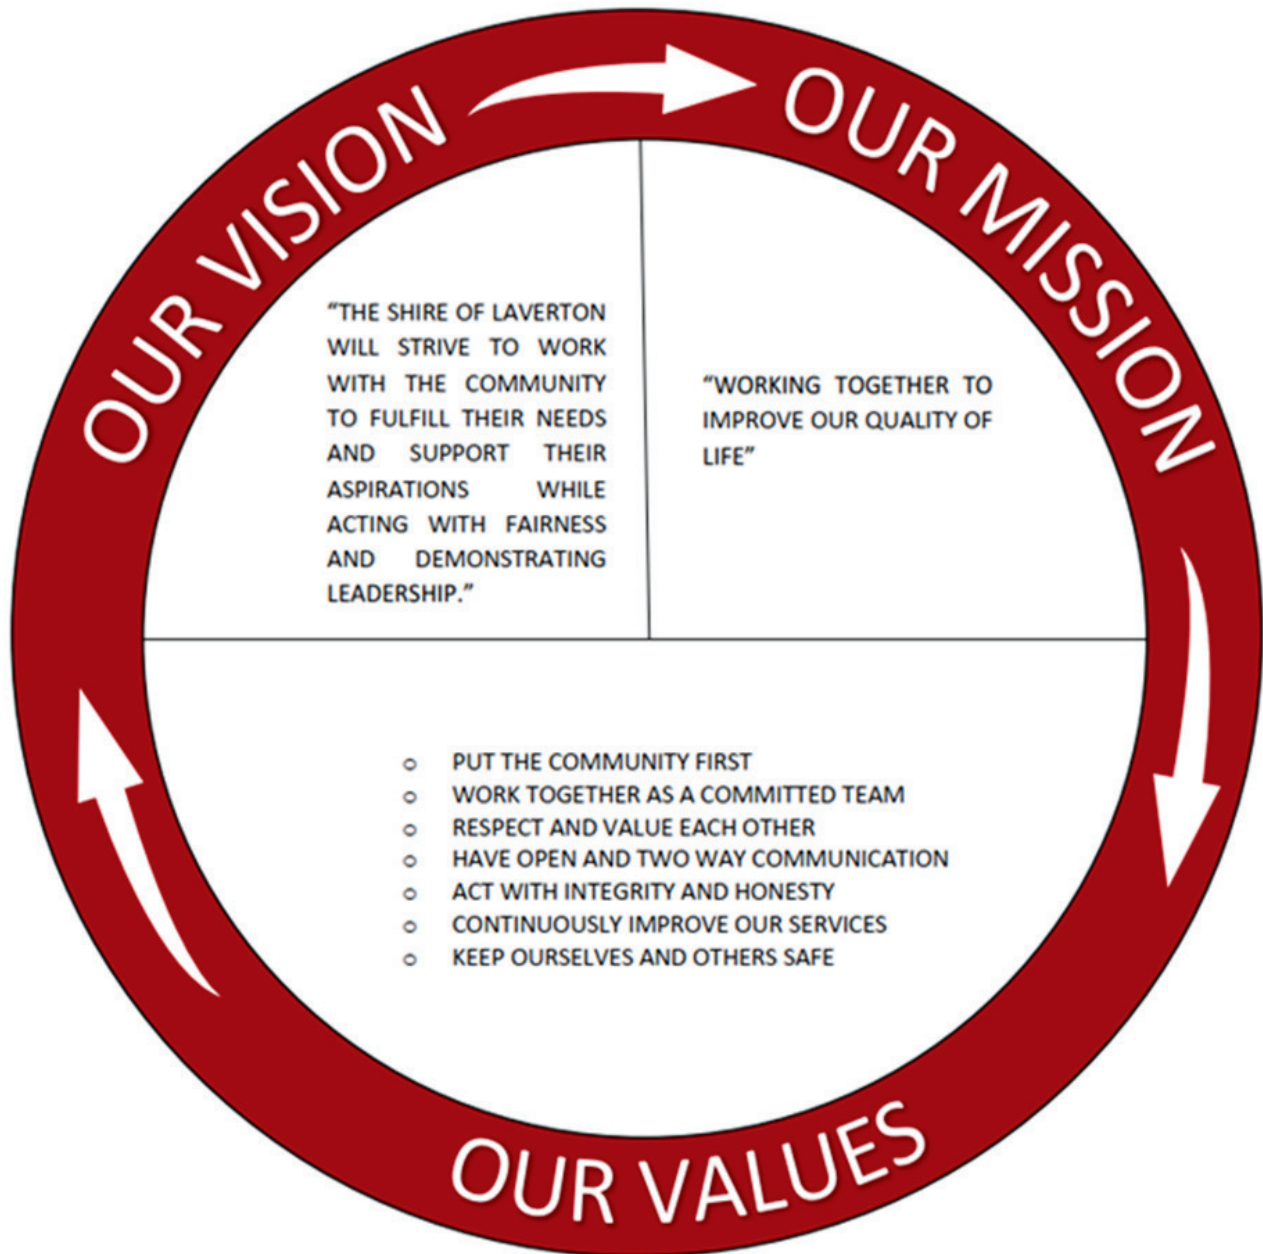 OUR VISION
"THE SHIRE OF LAVERTON
WILL STRIVE TO WORK
WITH THE COMMUNITY
TO FULFILL THEIR NEEDS
AND SUPPORT THEIR
ASPIRATIONS WHILE
ACTING WITH FAIRNESS
AND DEMONSTRATING
LEADERSHIP."
OUR MISSION
"WORKING TOGETHER TO
IMPROVE OUR QUALITY OF
LIFE"
o PUT THE COMMUNITY FIRST
o WORK TOGETHER AS A COMMITTED TEAM
o RESPECT AND VALUE EACH OTHER
o HAVE OPEN AND TWO WAY COMMUNICATION
o ACT WITH INTEGRITY AND HONESTY
o CONTINUOUSLY IMPROVE OUR SERVICES
o KEEP OURSELVES AND OTHERS SAFE
OUR VALUES